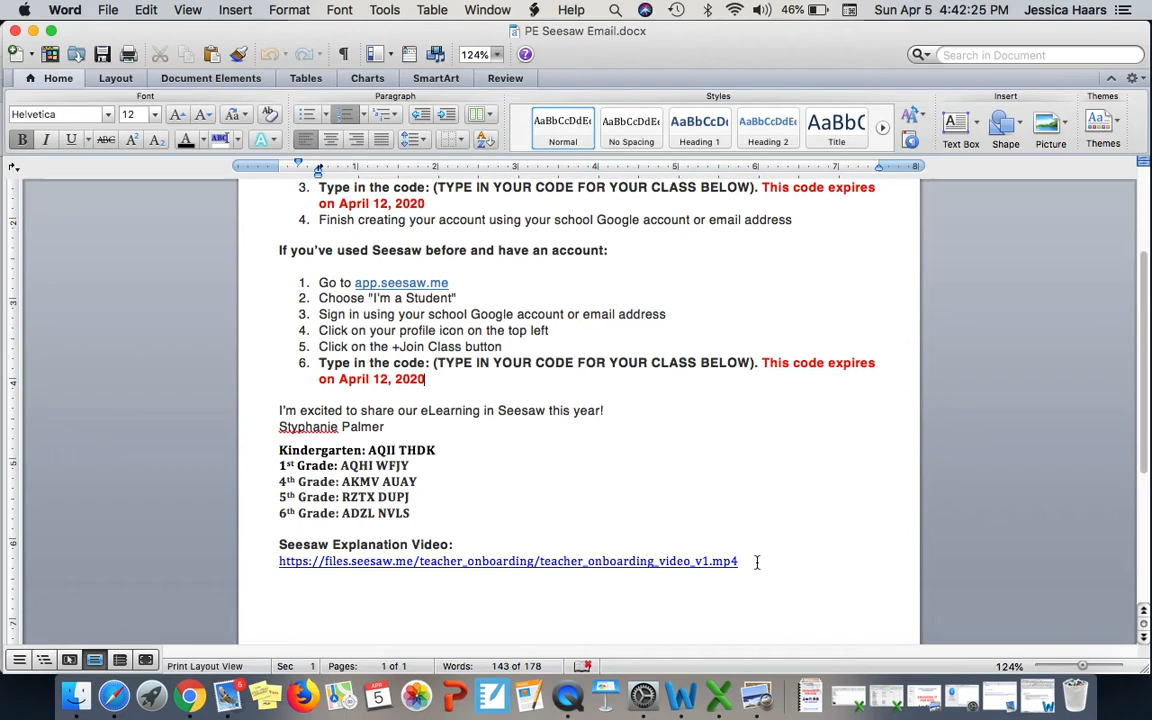 Word File Edit View Insert Format Font Tools Table Window Help 46% Sun Apr 5 4:42:25 PM Jessica Haars
PE Seesaw Email.docx
124% Search in Document
Home Layout Document Elements Tables Charts SmartArt Review
Font Paragraph Styles Insert Themes
Helvetica 12
AaBbCcDdEe AaBbCcDdEe AaBbCcDc AaBbCcDdEe AaBbC
Normal No Spacing Heading 1 Heading 2 Title Text Box Shape Picture Themes
3. Type in the code: (TYPE IN YOUR CODE FOR YOUR CLASS BELOW). This code expires
on April 12, 2020
4. Finish creating your account using your school Google account or email address
If you've used Seesaw before and have an account:
1. Go to app.seesaw.me
2. Choose "I'm a Student"
3. Sign in using your school Google account or email address
4. Click on your profile icon on the top left
5. Click on the +Join Class button
6. Type in the code: (TYPE IN YOUR CODE FOR YOUR CLASS BELOW). This code expires
on April 12, 2020
I'm excited to share our eLearning in Seesaw this year!
Styphanie Palmer
Kindergarten: AQII THDK
1st Grade: AQHI WFJY
4th Grade: AKMV AUAY
5th Grade: RZTX DUPJ
6th Grade: ADZL NVLS
Seesaw Explanation Video:
https://files.seesaw.me/teacher_onboarding/teacher_onboarding_video_v1.mp4
Print Layout View Sec 1 Pages: 1 of 1 Words: 143 of 178 124%